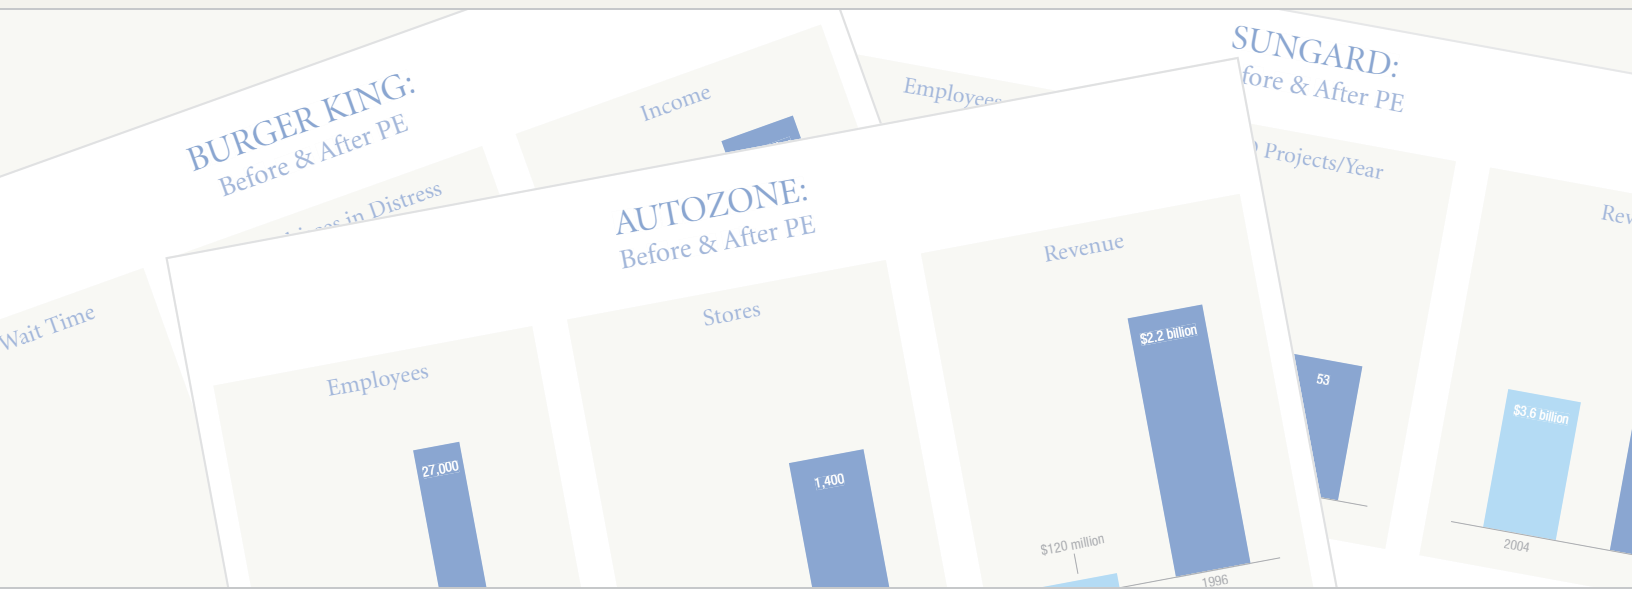 BURGER KING:
Before & After PE
Income
in Distress
Wait Time
SUNGARD:
& After PE
Employees
Projects/Year
53
$3.6 billion
2004
AUTOZONE:
Before & After PE
Employees
27,000
Stores
1,400
Revenue
$2.2 billion
$120 million
1996